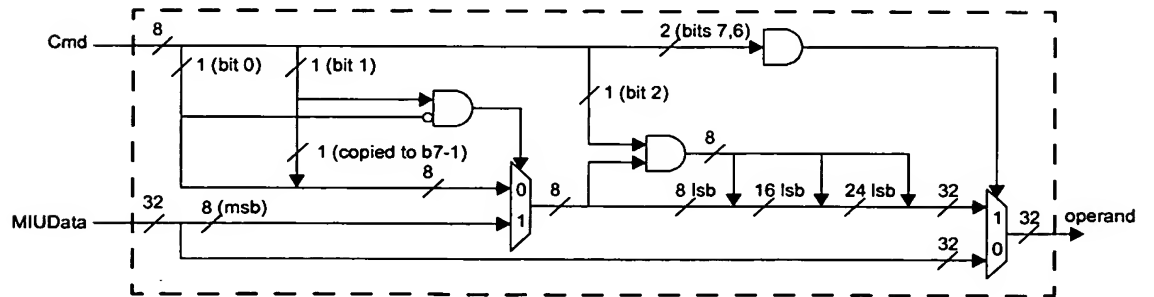 Cmd
8
2 (bits 7,6)
1 (bit 0)
1 (bit 1)
1 (bit 2)
1 (copied to b7-1)
8
8
0
8
8 lsb
16 lsb
24 lsb
32
MIUData
32
8 (msb)
1
1
32
operand
0
32